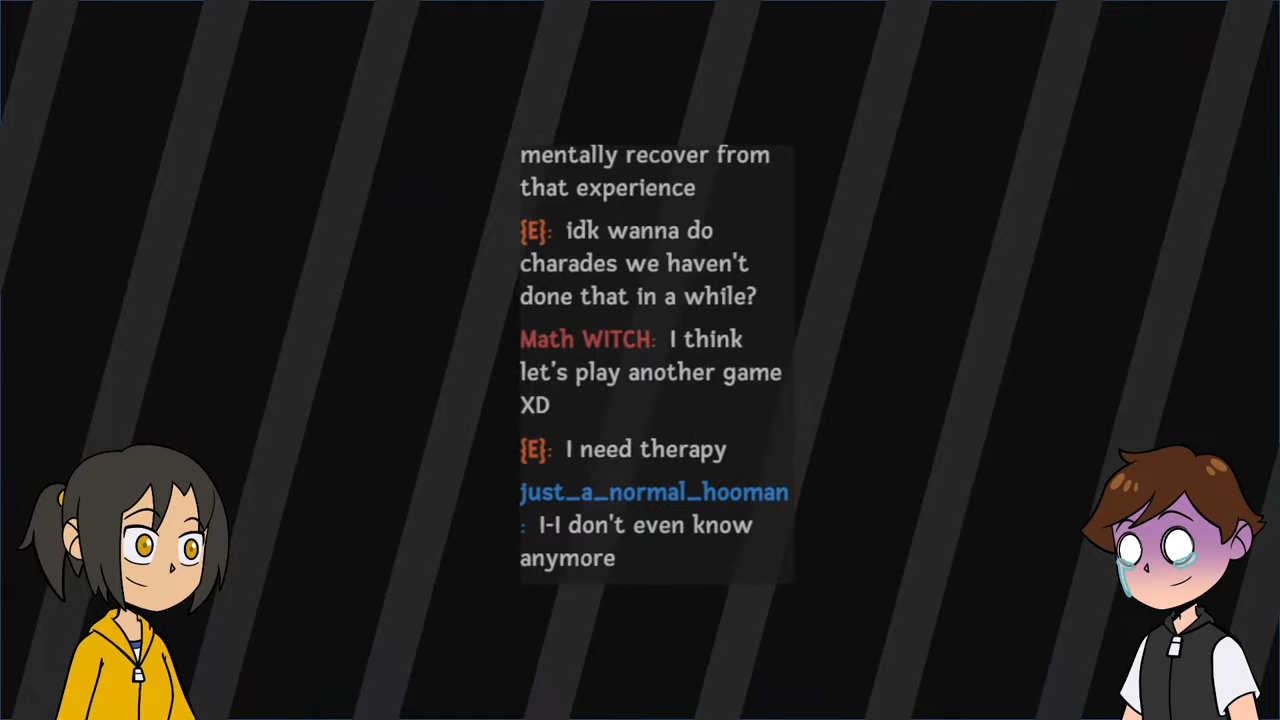 mentally recover from
that experience
{E}: idk wanna do
charades we haven't
done that in a while?
Math WITCH: I think
let's play another game
XD
{E}: I need therapy
just_a_normal_hooman
: I-I don't even know
anymore